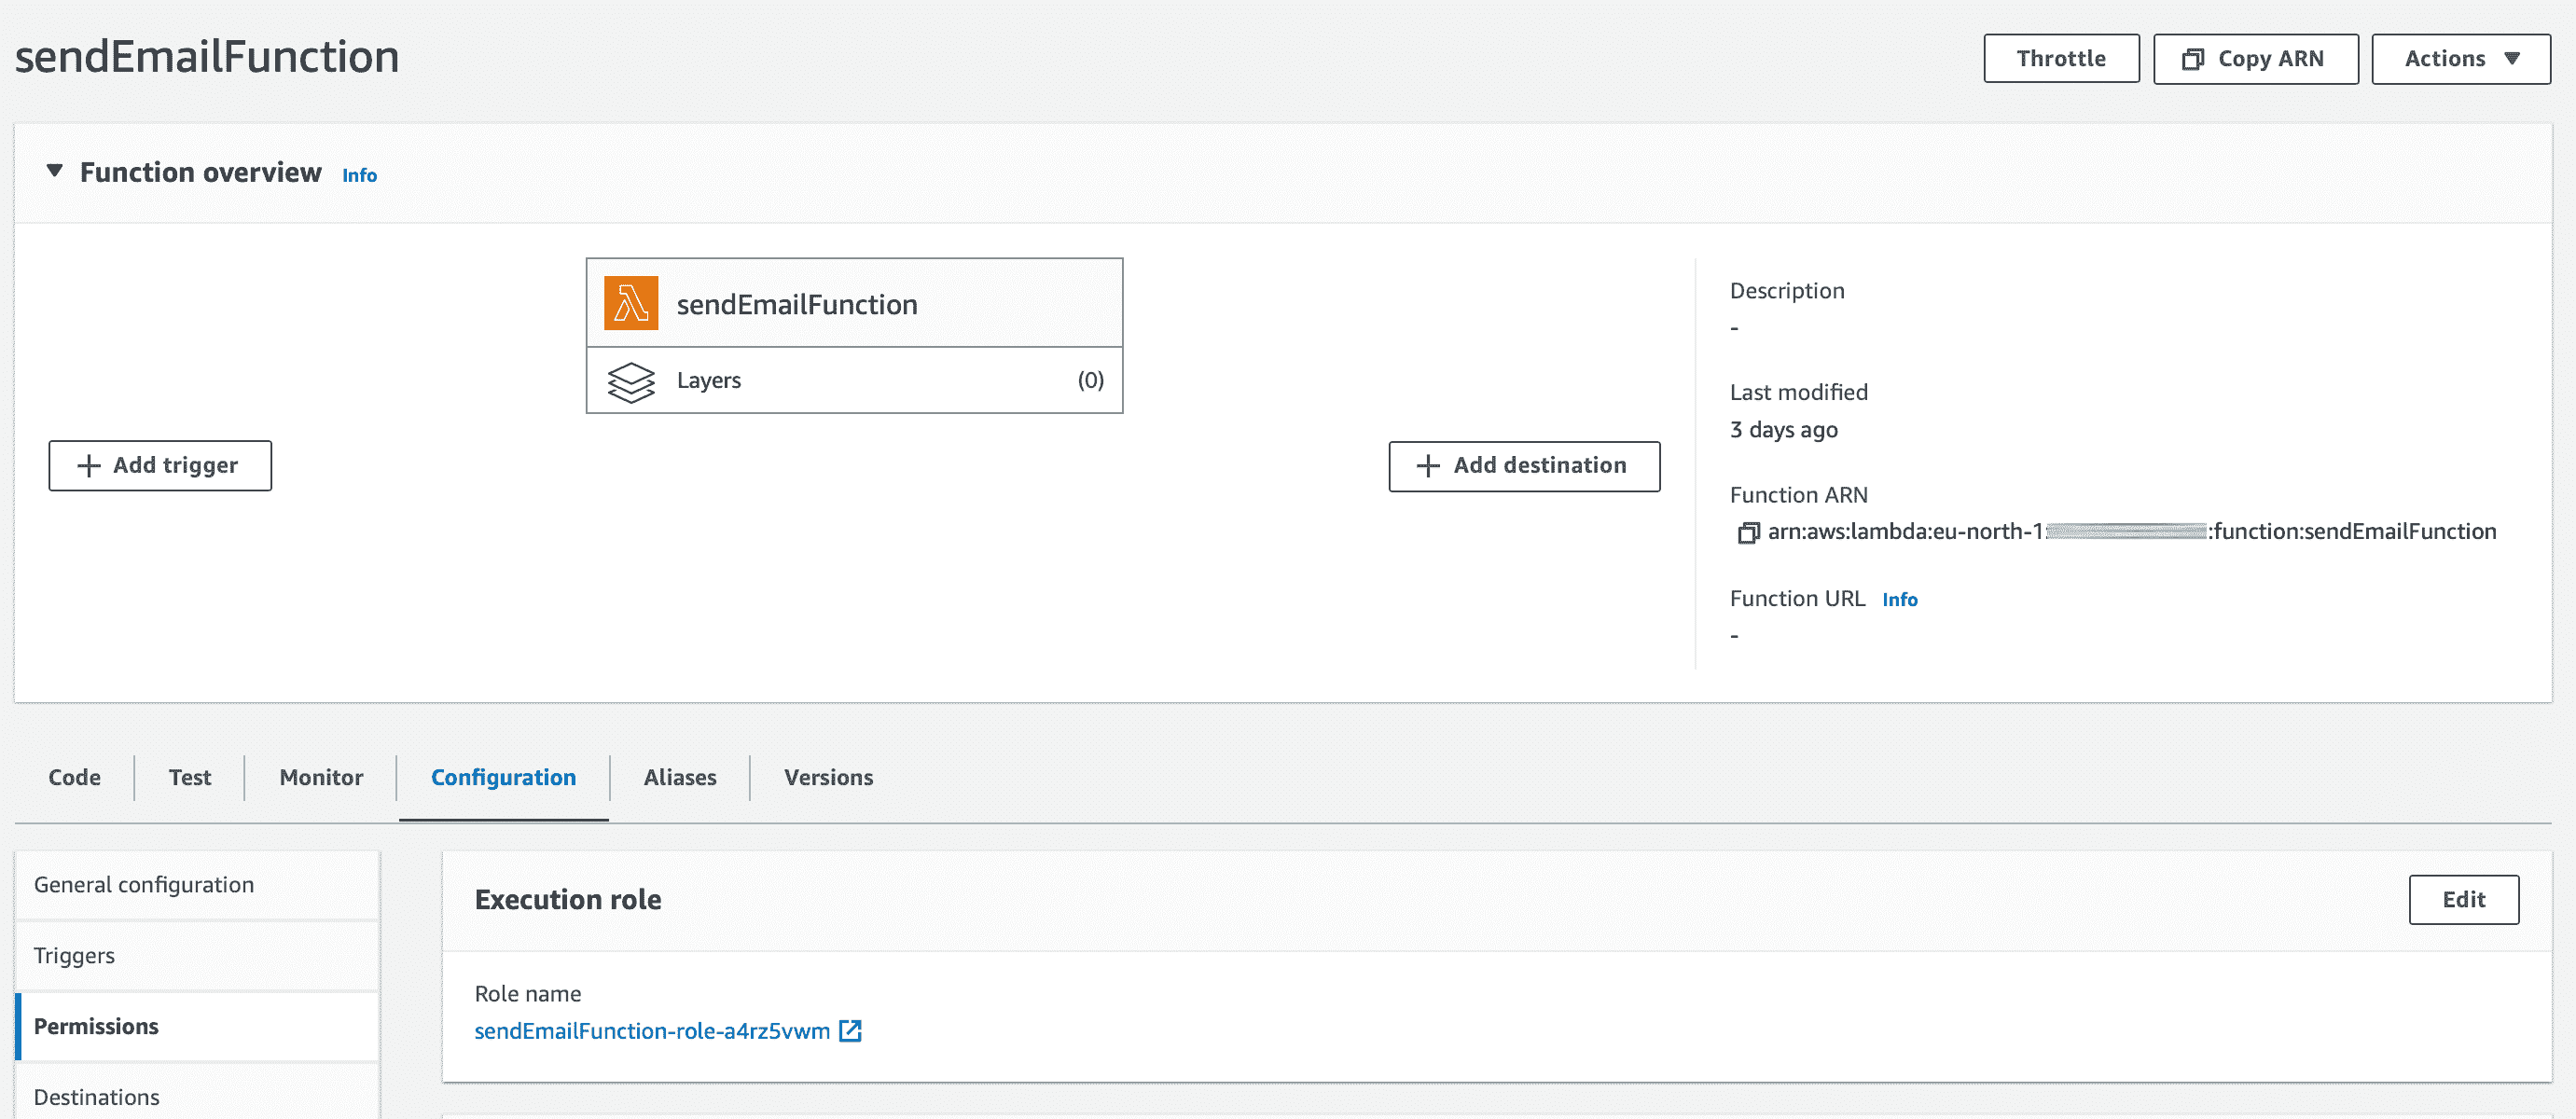 sendEmailFunction
Throttle
Copy ARN
Actions
Function overview Info
sendEmailFunction
Layers (0)
Add trigger
Add destination
Description
-
Last modified
3 days ago
Function ARN
arn:aws:lambda:eu-north-1: :function:sendEmailFunction
Function URL Info
-
Code
Test
Monitor
Configuration
Aliases
Versions
General configuration
Triggers
Permissions
Destinations
Execution role
Edit
Role name
sendEmailFunction-role-a4rz5vwm